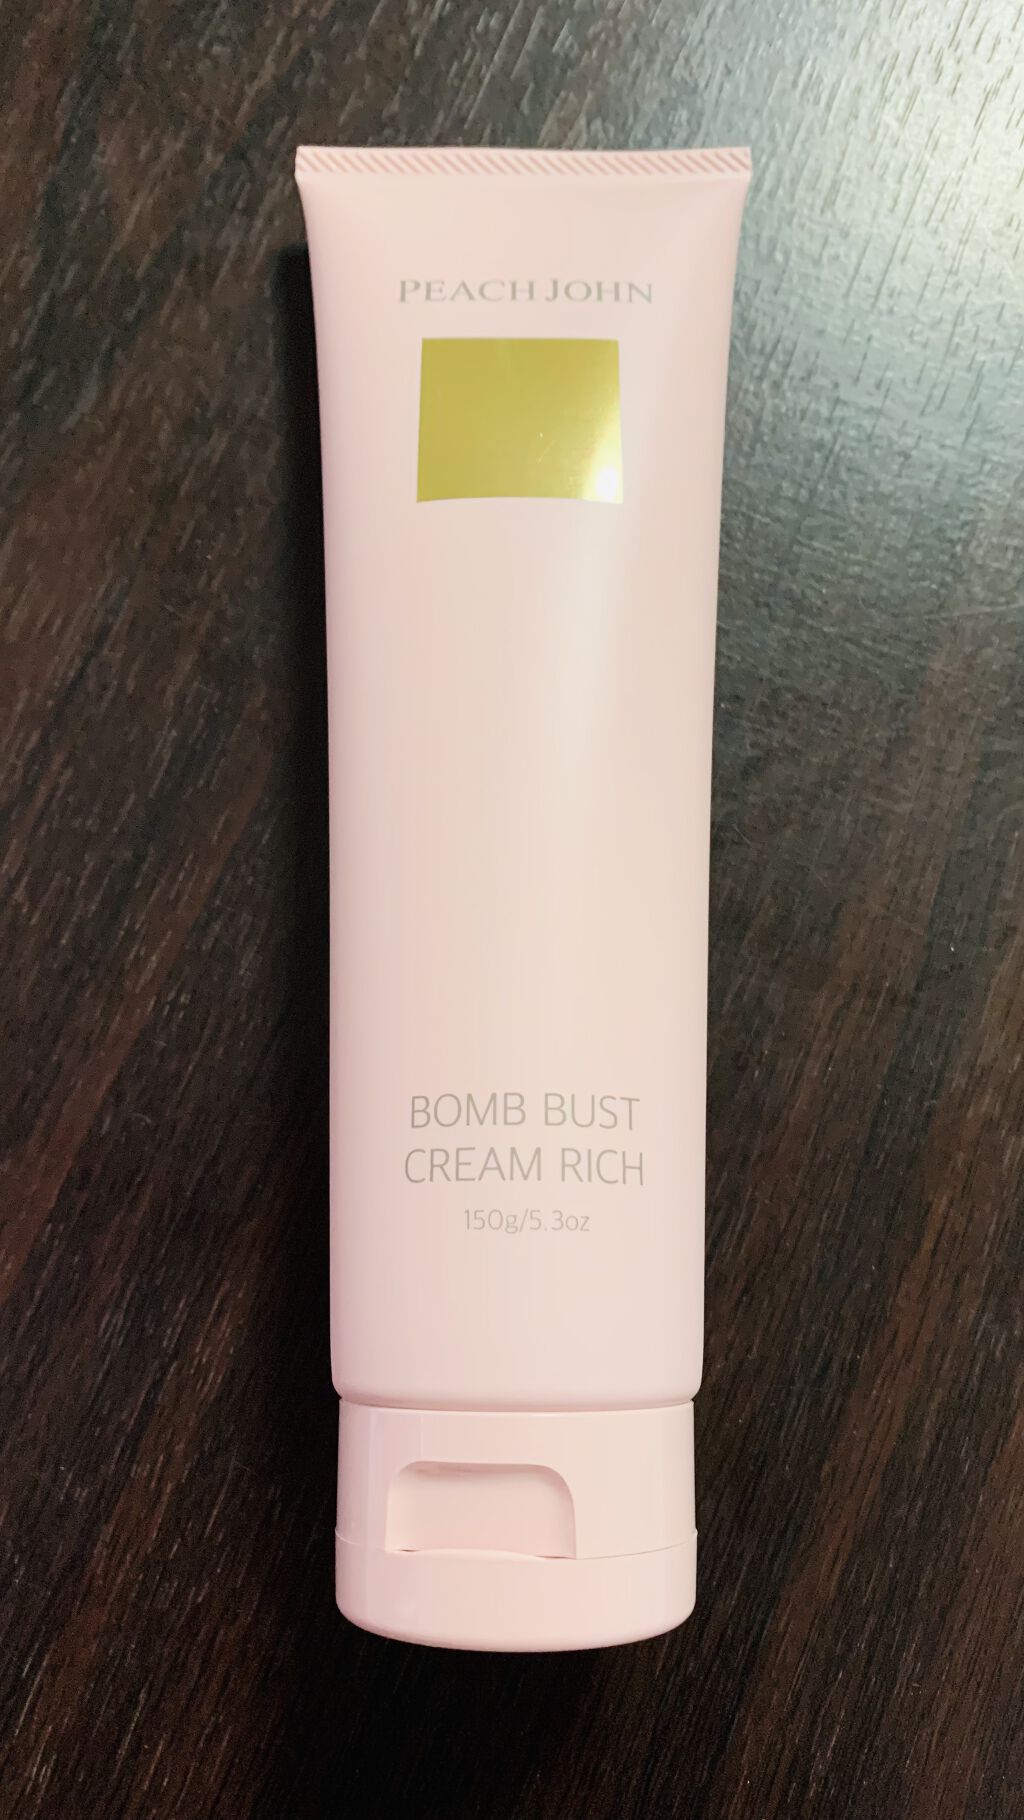 PEACH JOHN
BOMB BUST
CREAM RICH
150g/5.3oz